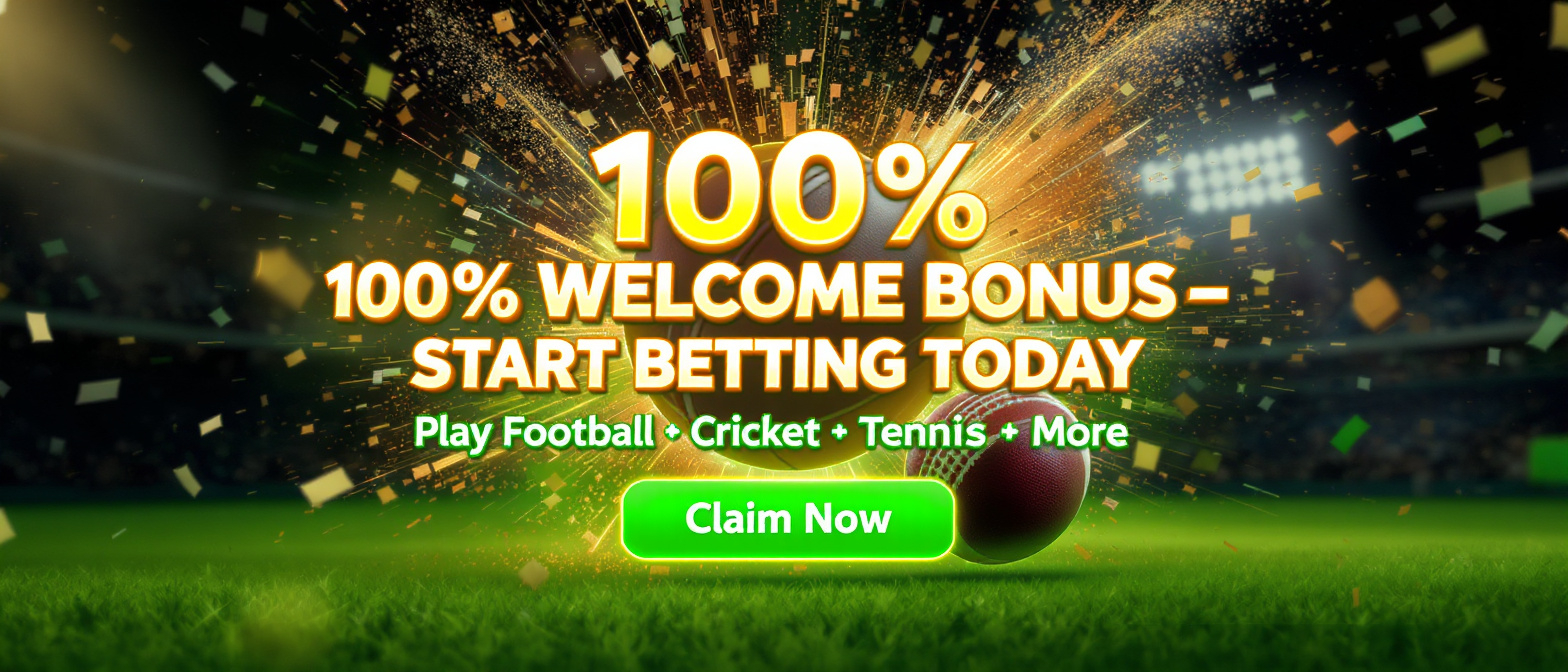 100%
100% WELCOME BONUS –
START BETTING TODAY
Play Football + Cricket + Tennis + More
Claim Now